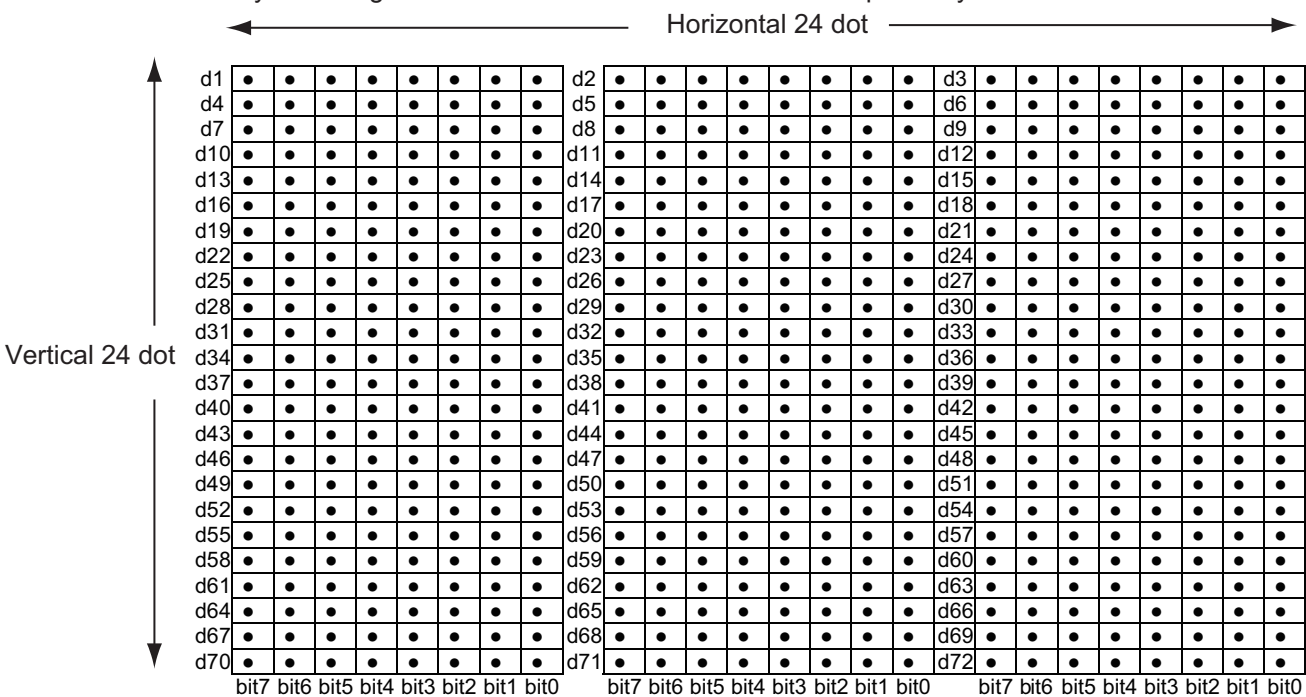 Horizontal 24 dot
d1 d2 d3
d4 d5 d6
d7 d8 d9
d10 d11 d12
d13 d14 d15
d16 d17 d18
d19 d20 d21
d22 d23 d24
d25 d26 d27
d28 d29 d30
d31 d32 d33
Vertical 24 dot
d34 d35 d36
d37 d38 d39
d40 d41 d42
d43 d44 d45
d46 d47 d48
d49 d50 d51
d52 d53 d54
d55 d56 d57
d58 d59 d60
d61 d62 d63
d64 d65 d66
d67 d68 d69
d70 d71 d72
bit7 bit6 bit5 bit4 bit3 bit2 bit1 bit0 bit7 bit6 bit5 bit4 bit3 bit2 bit1 bit0 bit7 bit6 bit5 bit4 bit3 bit2 bit1 bit0